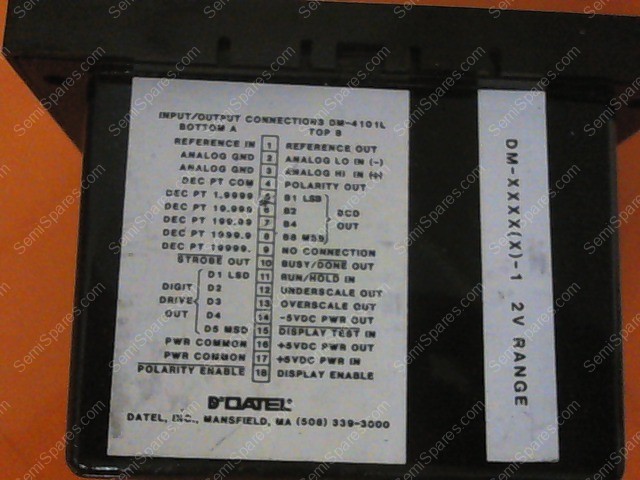 INPUT/OUTPUT CONNECTIONS DM-4101L
BOTTOM A TOP B
REFERENCE IN 1 REFERENCE OUT
ANALOG GND 2 ANALOG LO IN (-)
ANALOG GND 3 ANALOG HI IN (+)
DEC PT COM 4 POLARITY OUT
DEC PT 1.9999 5 B1 LSB
DEC PT 19.999 6 B2 BCD
DEC PT 199.99 7 B4 OUT
DEC PT 1999.9 8 B8 MSB
DEC PT 19999. 9 NO CONNECTION
STROBE OUT 10 BUSY/DONE OUT
D1 LSD 11 RUN/HOLD IN
DIGIT D2 12 UNDERSCALE OUT
DRIVE D3 13 OVERSCALE OUT
OUT D4 14 -5VDC PWR OUT
D5 MSD 15 DISPLAY TEST IN
PWR COMMON 16 +5VDC PWR OUT
PWR COMMON 17 +5VDC PWR IN
POLARITY ENABLE 18 DISPLAY ENABLE
DATEL
DATEL, INC., MANSFIELD, MA (508) 339-3000
DM-XXXX(X)-1 2V RANGE
SemiSpares.com